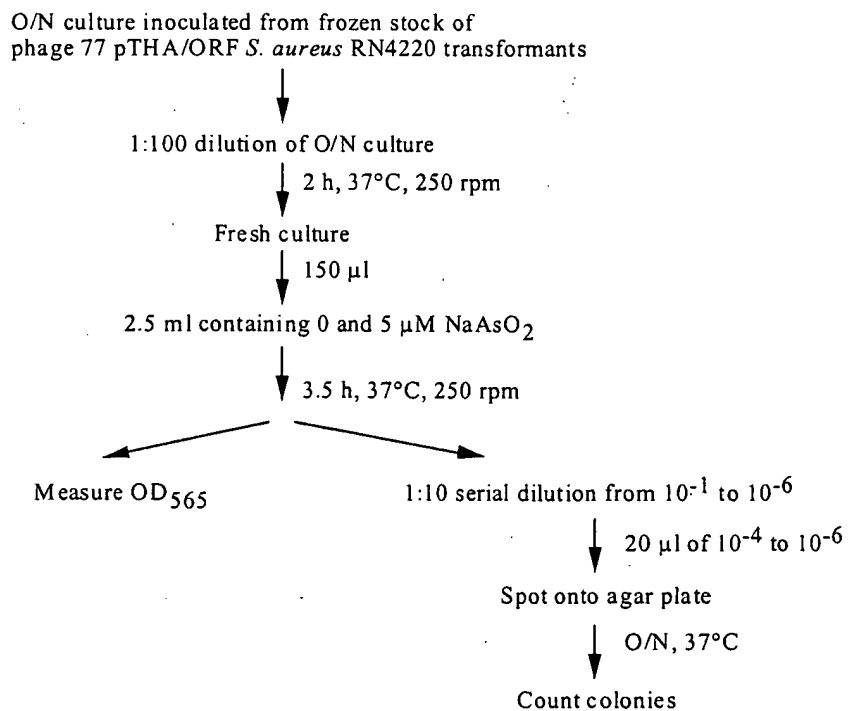 O/N culture inoculated from frozen stock of
phage 77 pTHA/ORF S. aureus RN4220 transformants
1:100 dilution of O/N culture
2 h, 37°C, 250 rpm
Fresh culture
150 µl
2.5 ml containing 0 and 5 µM NaAsO₂
3.5 h, 37°C, 250 rpm
Measure OD₅₆₅
1:10 serial dilution from 10⁻¹ to 10⁻⁶
20 µl of 10⁻⁴ to 10⁻⁶
Spot onto agar plate
O/N, 37°C
Count colonies